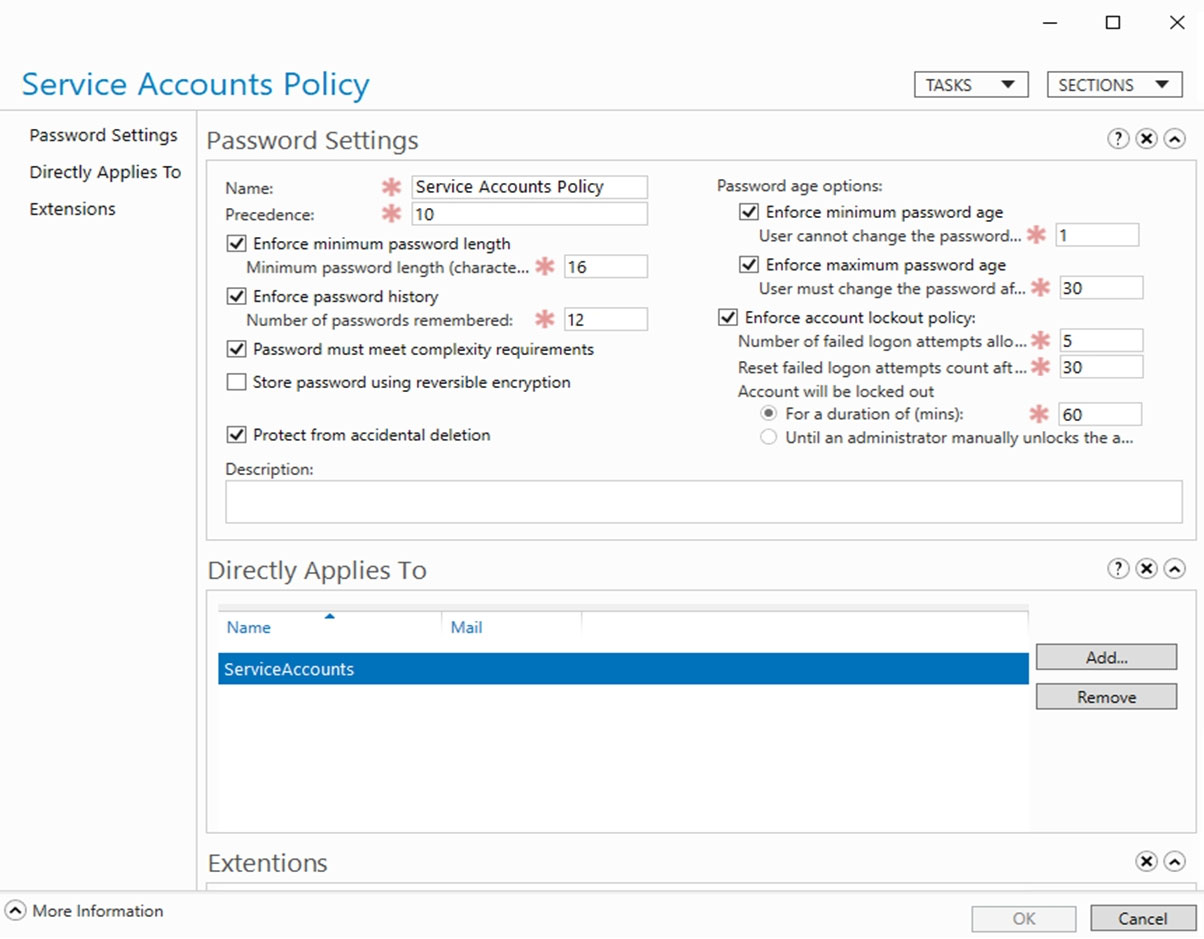 Service Accounts Policy
TASKS
SECTIONS
Password Settings
Directly Applies To
Extensions
Password Settings
?
Name: * Service Accounts Policy
Precedence: * 10
Enforce minimum password length
Minimum password length (characte... * 16
Enforce password history
Number of passwords remembered: * 12
Password must meet complexity requirements
Store password using reversible encryption
Protect from accidental deletion
Password age options:
Enforce minimum password age
User cannot change the password... * 1
Enforce maximum password age
User must change the password af... * 30
Enforce account lockout policy:
Number of failed logon attempts allo... * 5
Reset failed logon attempts count aft... * 30
Account will be locked out
For a duration of (mins): * 60
Until an administrator manually unlocks the a...
Description:
Directly Applies To
?
Name Mail
ServiceAccounts
Add...
Remove
Extentions
More Information
OK
Cancel